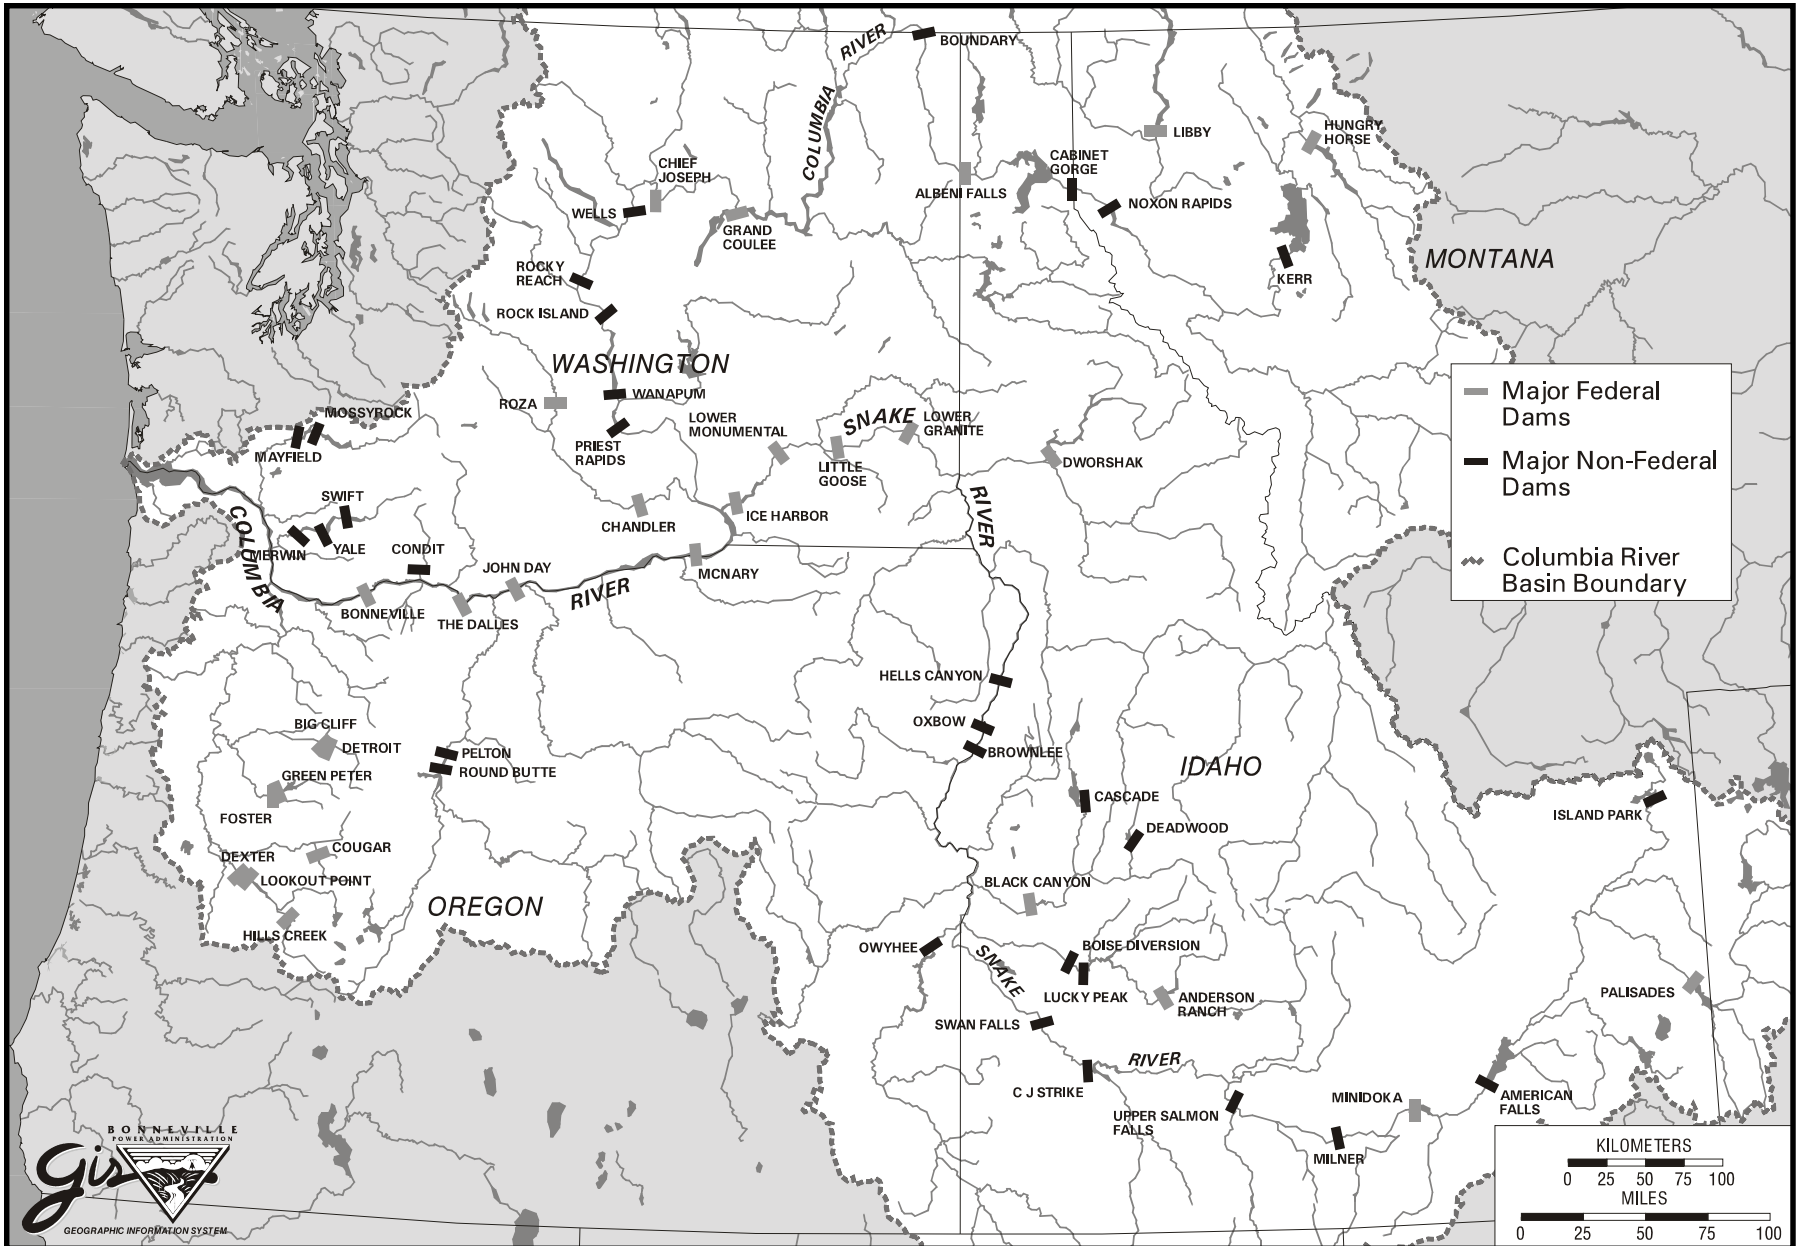 RIVER
BOUNDARY
COLUMBIA
LIBBY
HUNGRY
HORSE
CABINET
GORGE
CHIEF
JOSEPH
ALBENI FALLS
NOXON RAPIDS
WELLS
GRAND
COULEE
MONTANA
ROCKY
REACH
KERR
ROCK ISLAND
WASHINGTON
WANAPUM
ROZA
MOSSYROCK
LOWER
MONUMENTAL
SNAKE
LOWER
GRANITE
PRIEST
RAPIDS
MAYFIELD
LITTLE
GOOSE
DWORSHAK
Major Federal
Dams
Major Non-Federal
Dams
Columbia River
Basin Boundary
SWIFT
RIVER
ICE HARBOR
CHANDLER
COLUMBIA
MERWIN
YALE
CONDIT
JOHN DAY
MCNARY
RIVER
BONNEVILLE
THE DALLES
HELLS CANYON
OXBOW
BROWNLEE
BIG CLIFF
DETROIT
PELTON
ROUND BUTTE
GREEN PETER
IDAHO
CASCADE
FOSTER
ISLAND PARK
DEADWOOD
COUGAR
DEXTER
LOOKOUT POINT
BLACK CANYON
OREGON
HILLS CREEK
OWYHEE
BOISE DIVERSION
SNAKE
LUCKY PEAK
ANDERSON
RANCH
PALISADES
SWAN FALLS
RIVER
C J STRIKE
UPPER SALMON
FALLS
MINIDOKA
AMERICAN
FALLS
MILNER
BONNEVILLE
POWER ADMINISTRATION
Gis
GEOGRAPHIC INFORMATION SYSTEM
KILOMETERS
0 25 50 75 100
MILES
0 25 50 75 100